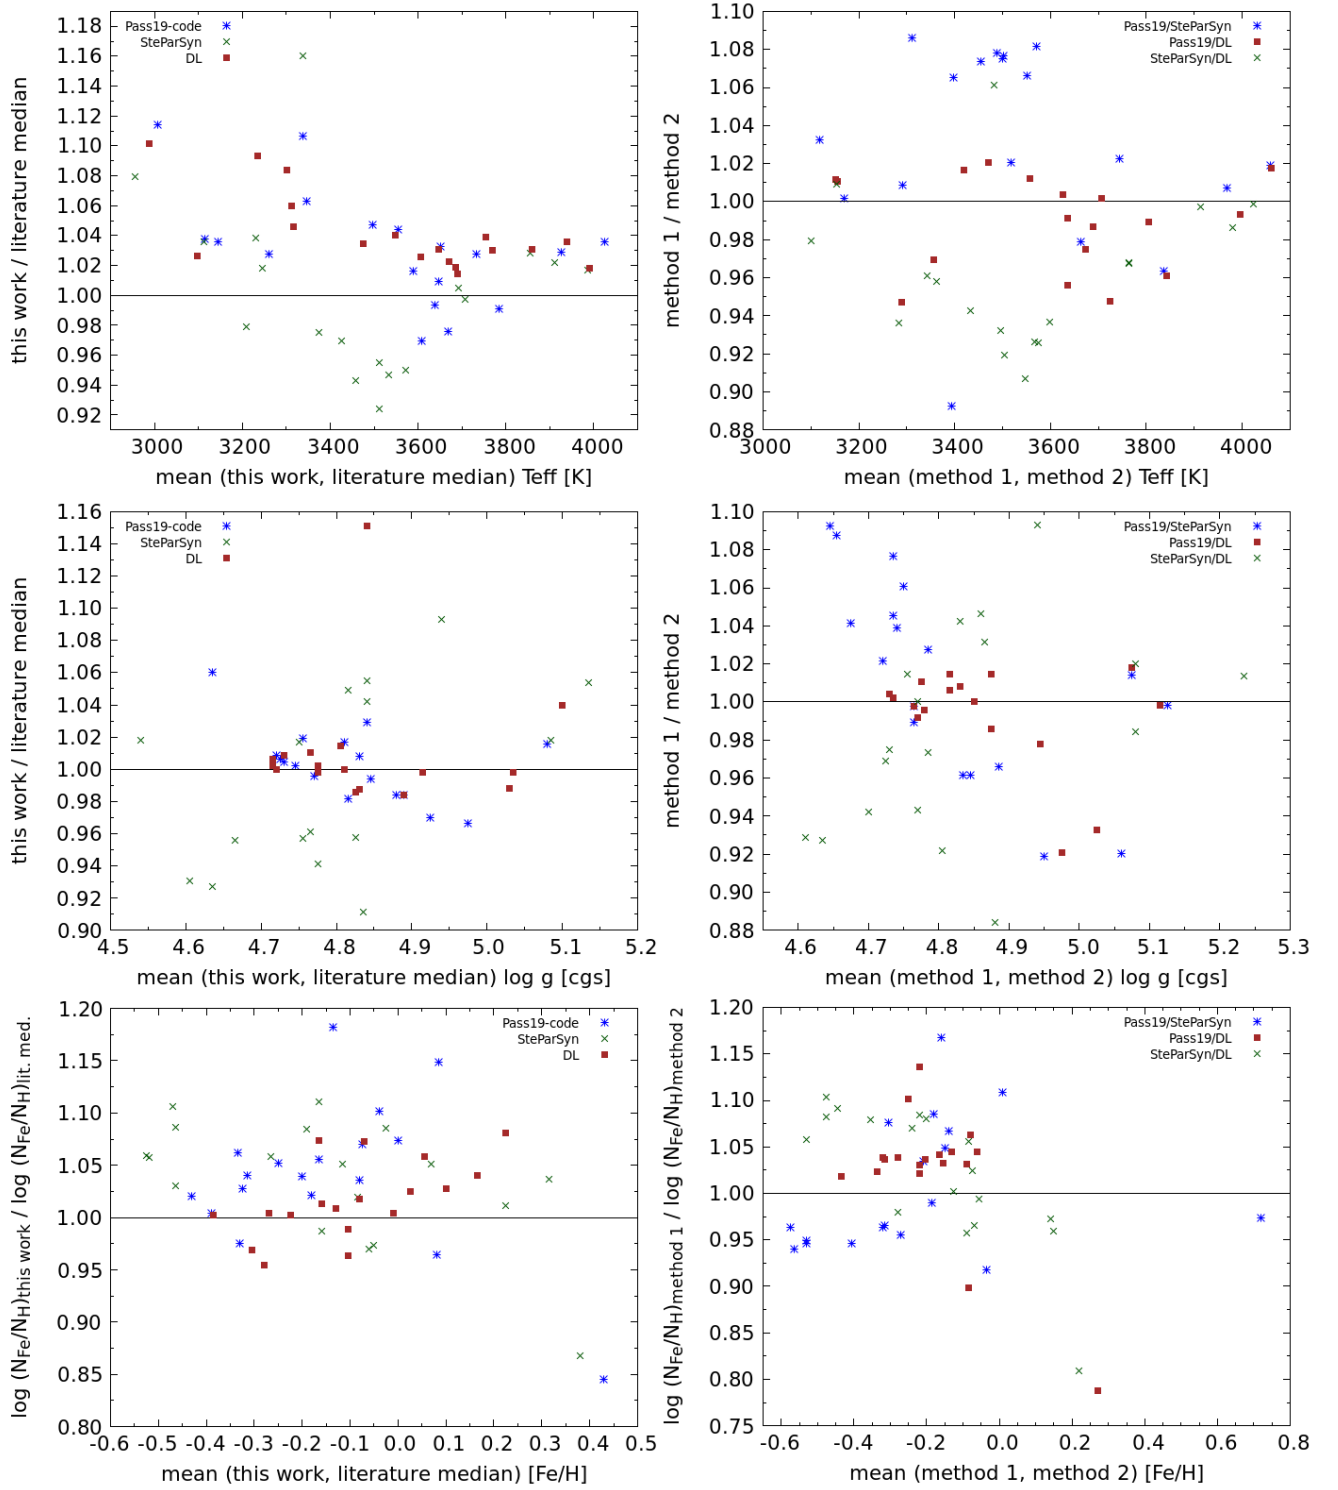 this work / literature median
1.18
1.16
1.14
1.12
1.10
1.08
1.06
1.04
1.02
1.00
0.98
0.96
0.94
0.92
Pass19-code
SteParSyn
DL
3000 3200 3400 3600 3800 4000
mean (this work, literature median) Teff [K]
method 1 / method 2
1.10
1.08
1.06
1.04
1.02
1.00
0.98
0.96
0.94
0.92
0.90
0.88
Pass19/SteParSyn
Pass19/DL
SteParSyn/DL
3000 3200 3400 3600 3800 4000
mean (method 1, method 2) Teff [K]
this work / literature median
1.16
1.14
1.12
1.10
1.08
1.06
1.04
1.02
1.00
0.98
0.96
0.94
0.92
0.90
Pass19-code
SteParSyn
DL
4.5 4.6 4.7 4.8 4.9 5.0 5.1 5.2
mean (this work, literature median) log g [cgs]
method 1 / method 2
1.10
1.08
1.06
1.04
1.02
1.00
0.98
0.96
0.94
0.92
0.90
0.88
Pass19/SteParSyn
Pass19/DL
SteParSyn/DL
4.6 4.7 4.8 4.9 5.0 5.1 5.2 5.3
mean (method 1, method 2) log g [cgs]
log (NFe/NH)this work / log (NFe/NH)lit. med.
1.20
1.15
1.10
1.05
1.00
0.95
0.90
0.85
0.80
Pass19-code
SteParSyn
DL
-0.6 -0.5 -0.4 -0.3 -0.2 -0.1 0.0 0.1 0.2 0.3 0.4 0.5
mean (this work, literature median) [Fe/H]
log (NFe/NH)method 1 / log (NFe/NH)method 2
1.20
1.15
1.10
1.05
1.00
0.95
0.90
0.85
0.80
0.75
Pass19/SteParSyn
Pass19/DL
SteParSyn/DL
-0.6 -0.4 -0.2 0.0 0.2 0.4 0.6 0.8
mean (method 1, method 2) [Fe/H]